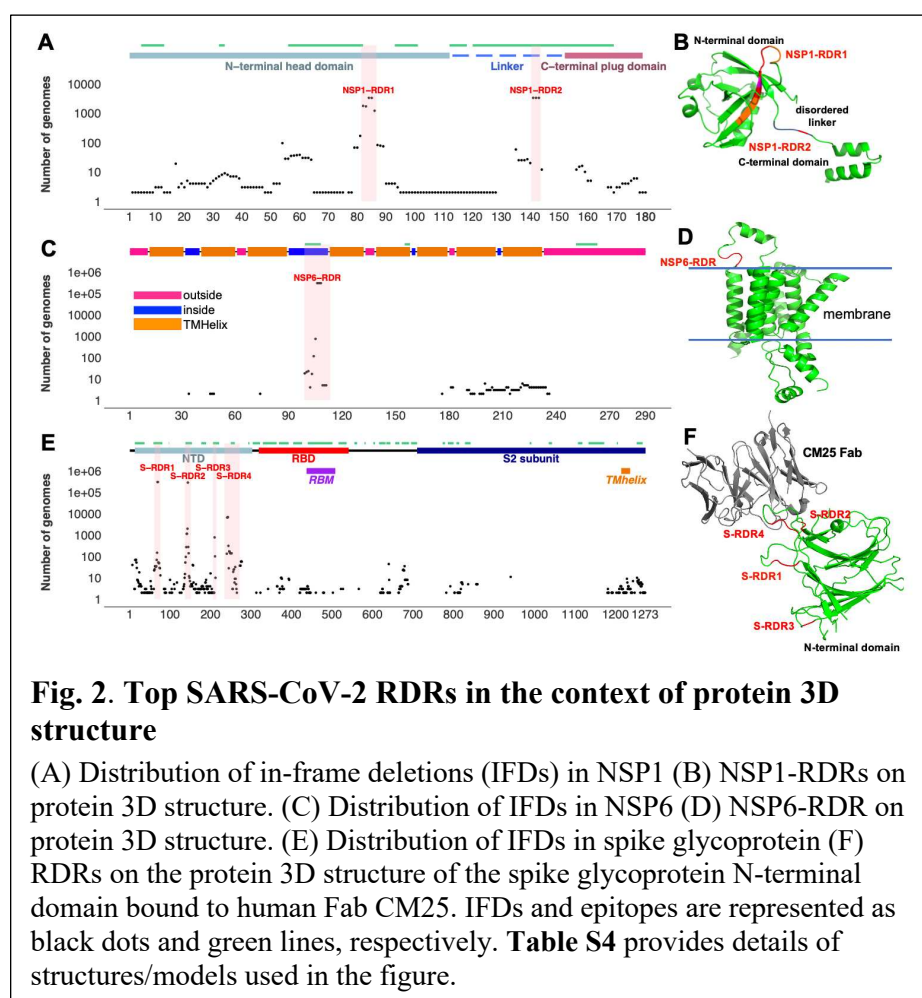 A
N-terminal head domain
Linker
C-terminal plug domain
NSP1-RDR1
NSP1-RDR2
Number of genomes
10000
1000
100
10
1
1 10 20 30 40 50 60 70 80 90 100 110 120 130 140 150 160 170 180
B
N-terminal domain
NSP1-RDR1
disordered
linker
NSP1-RDR2
C-terminal domain
C
NSP6-RDR
Number of genomes
1e+06
1e+05
10000
1000
100
10
1
outside
inside
TMHelix
1 30 60 90 120 150 180 210 240 290
D
NSP6-RDR
membrane
E
NTD
RBD
S2 subunit
S-RDR1
S-RDR2
S-RDR3
S-RDR4
RBM
TMhelix
Number of genomes
1e+06
1e+05
10000
1000
100
10
1
1 100 200 300 400 500 600 700 800 900 1000 1100 1200 1273
F
CM25 Fab
S-RDR2
S-RDR4
S-RDR1
S-RDR3
N-terminal domain
Fig. 2. Top SARS-CoV-2 RDRs in the context of protein 3D
structure
(A) Distribution of in-frame deletions (IFDs) in NSP1 (B) NSP1-RDRs on
protein 3D structure. (C) Distribution of IFDs in NSP6 (D) NSP6-RDR on
protein 3D structure. (E) Distribution of IFDs in spike glycoprotein (F)
RDRs on the protein 3D structure of the spike glycoprotein N-terminal
domain bound to human Fab CM25. IFDs and epitopes are represented as
black dots and green lines, respectively. Table S4 provides details of
structures/models used in the figure.